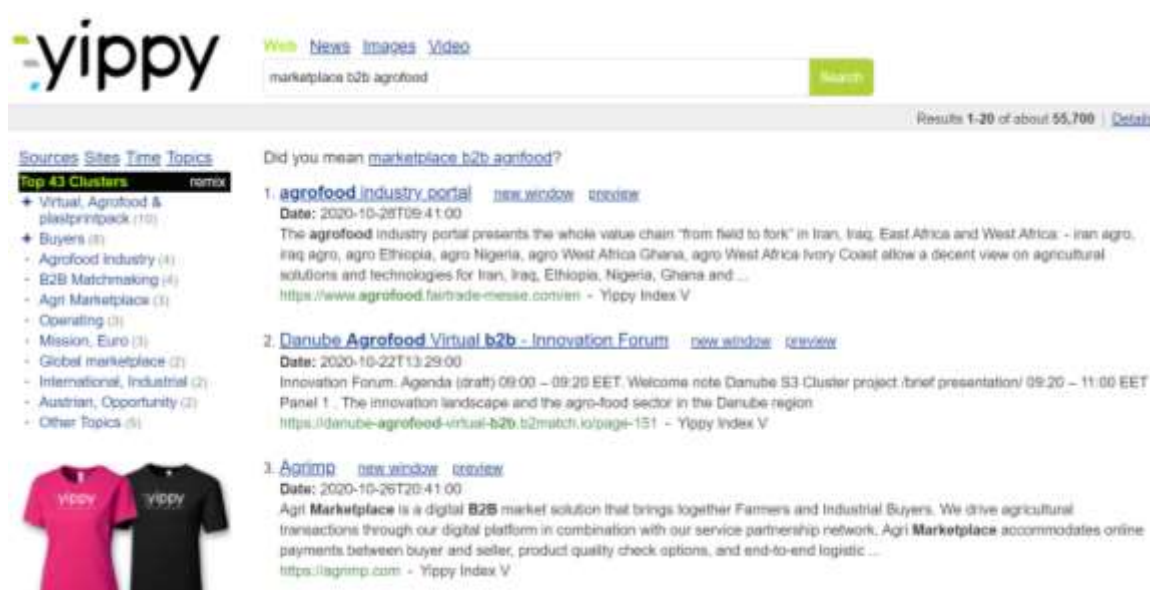 yippy
Web News Images Video
marketplace b2b agrofood
Search
Results 1-20 of about 55,700 | Details
Sources Sites Time Topics
Top 43 Clusters remix
+ Virtual, Agrofood & plastprintpack (10)
+ Buyers (8)
- Agrofood Industry (4)
- B2B Matchmaking (4)
- Agri Marketplace (3)
- Operating (3)
- Mission, Euro (3)
- Global marketplace (2)
- International, Industrial (2)
- Austrian, Opportunity (2)
- Other Topics (5)
yippy
yippy
Did you mean marketplace b2b agrifood?
1. agrofood industry portal new window preview
Date: 2020-10-28T09:41:00
The agrofood industry portal presents the whole value chain "from field to fork" in Iran, Iraq, East Africa and West Africa: - iran agro,
iraq agro, agro Ethiopia, agro Nigeria, agro West Africa Ghana, agro West Africa Ivory Coast allow a decent view on agricultural
solutions and technologies for Iran, Iraq, Ethiopia, Nigeria, Ghana and ...
https://www.agrofood.fairtrade-messe.com/en - Yippy Index V
2. Danube Agrofood Virtual b2b - Innovation Forum new window preview
Date: 2020-10-22T13:29:00
Innovation Forum. Agenda (draft) 09:00 – 09:20 EET. Welcome note Danube S3 Cluster project /brief presentation/ 09:20 – 11:00 EET
Panel 1 . The innovation landscape and the agro-food sector in the Danube region
https://danube-agrofood-virtual-b2b.b2match.io/page-151 - Yippy Index V
3. Agrimp new window preview
Date: 2020-10-26T20:41:00
Agri Marketplace is a digital B2B market solution that brings together Farmers and Industrial Buyers. We drive agricultural
transactions through our digital platform in combination with our service partnership network. Agri Marketplace accommodates online
payments between buyer and seller, product quality check options, and end-to-end logistic ...
https://agrimp.com - Yippy Index V